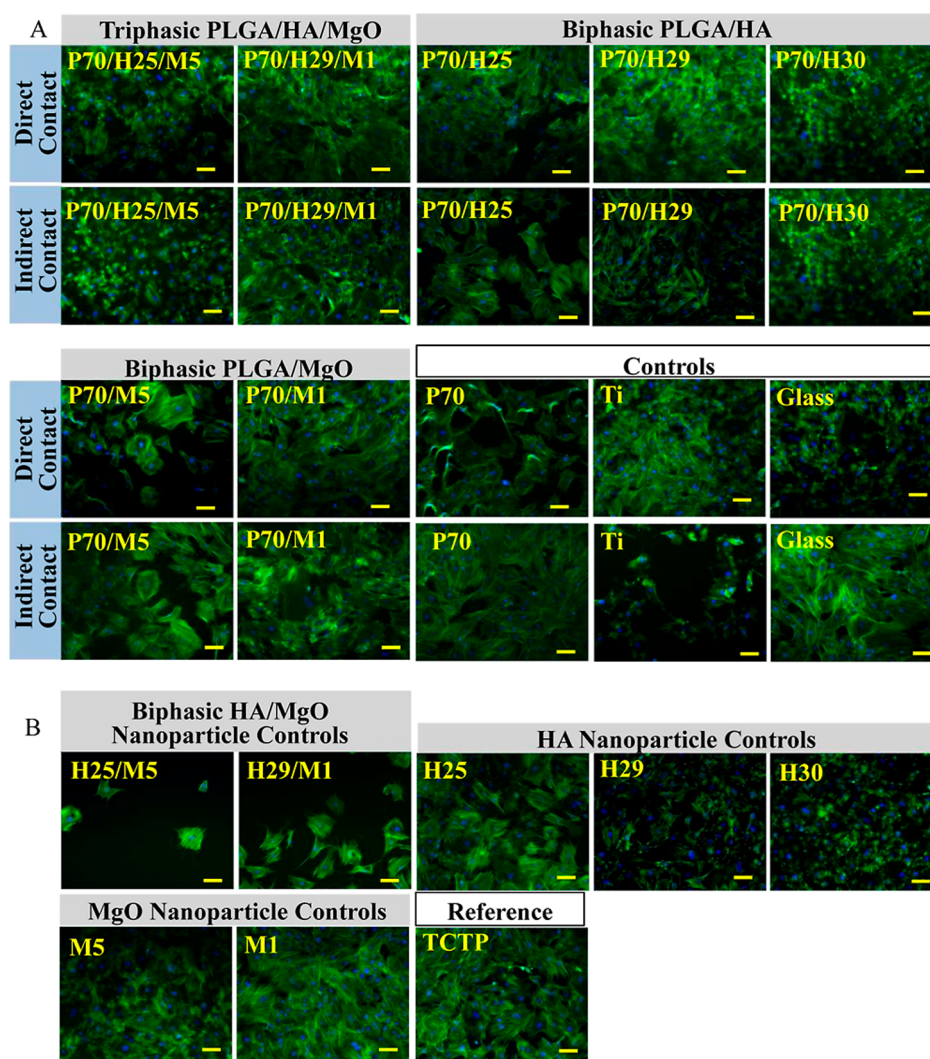 A
Triphasic PLGA/HA/MgO
Biphasic PLGA/HA
Direct
Contact
P70/H25/M5
P70/H29/M1
P70/H25
P70/H29
P70/H30
Indirect
Contact
P70/H25/M5
P70/H29/M1
P70/H25
P70/H29
P70/H30
Biphasic PLGA/MgO
Controls
Direct
Contact
P70/M5
P70/M1
P70
Ti
Glass
Indirect
Contact
P70/M5
P70/M1
P70
Ti
Glass
B
Biphasic HA/MgO
Nanoparticle Controls
HA Nanoparticle Controls
H25/M5
H29/M1
H25
H29
H30
MgO Nanoparticle Controls
Reference
M5
M1
TCTP